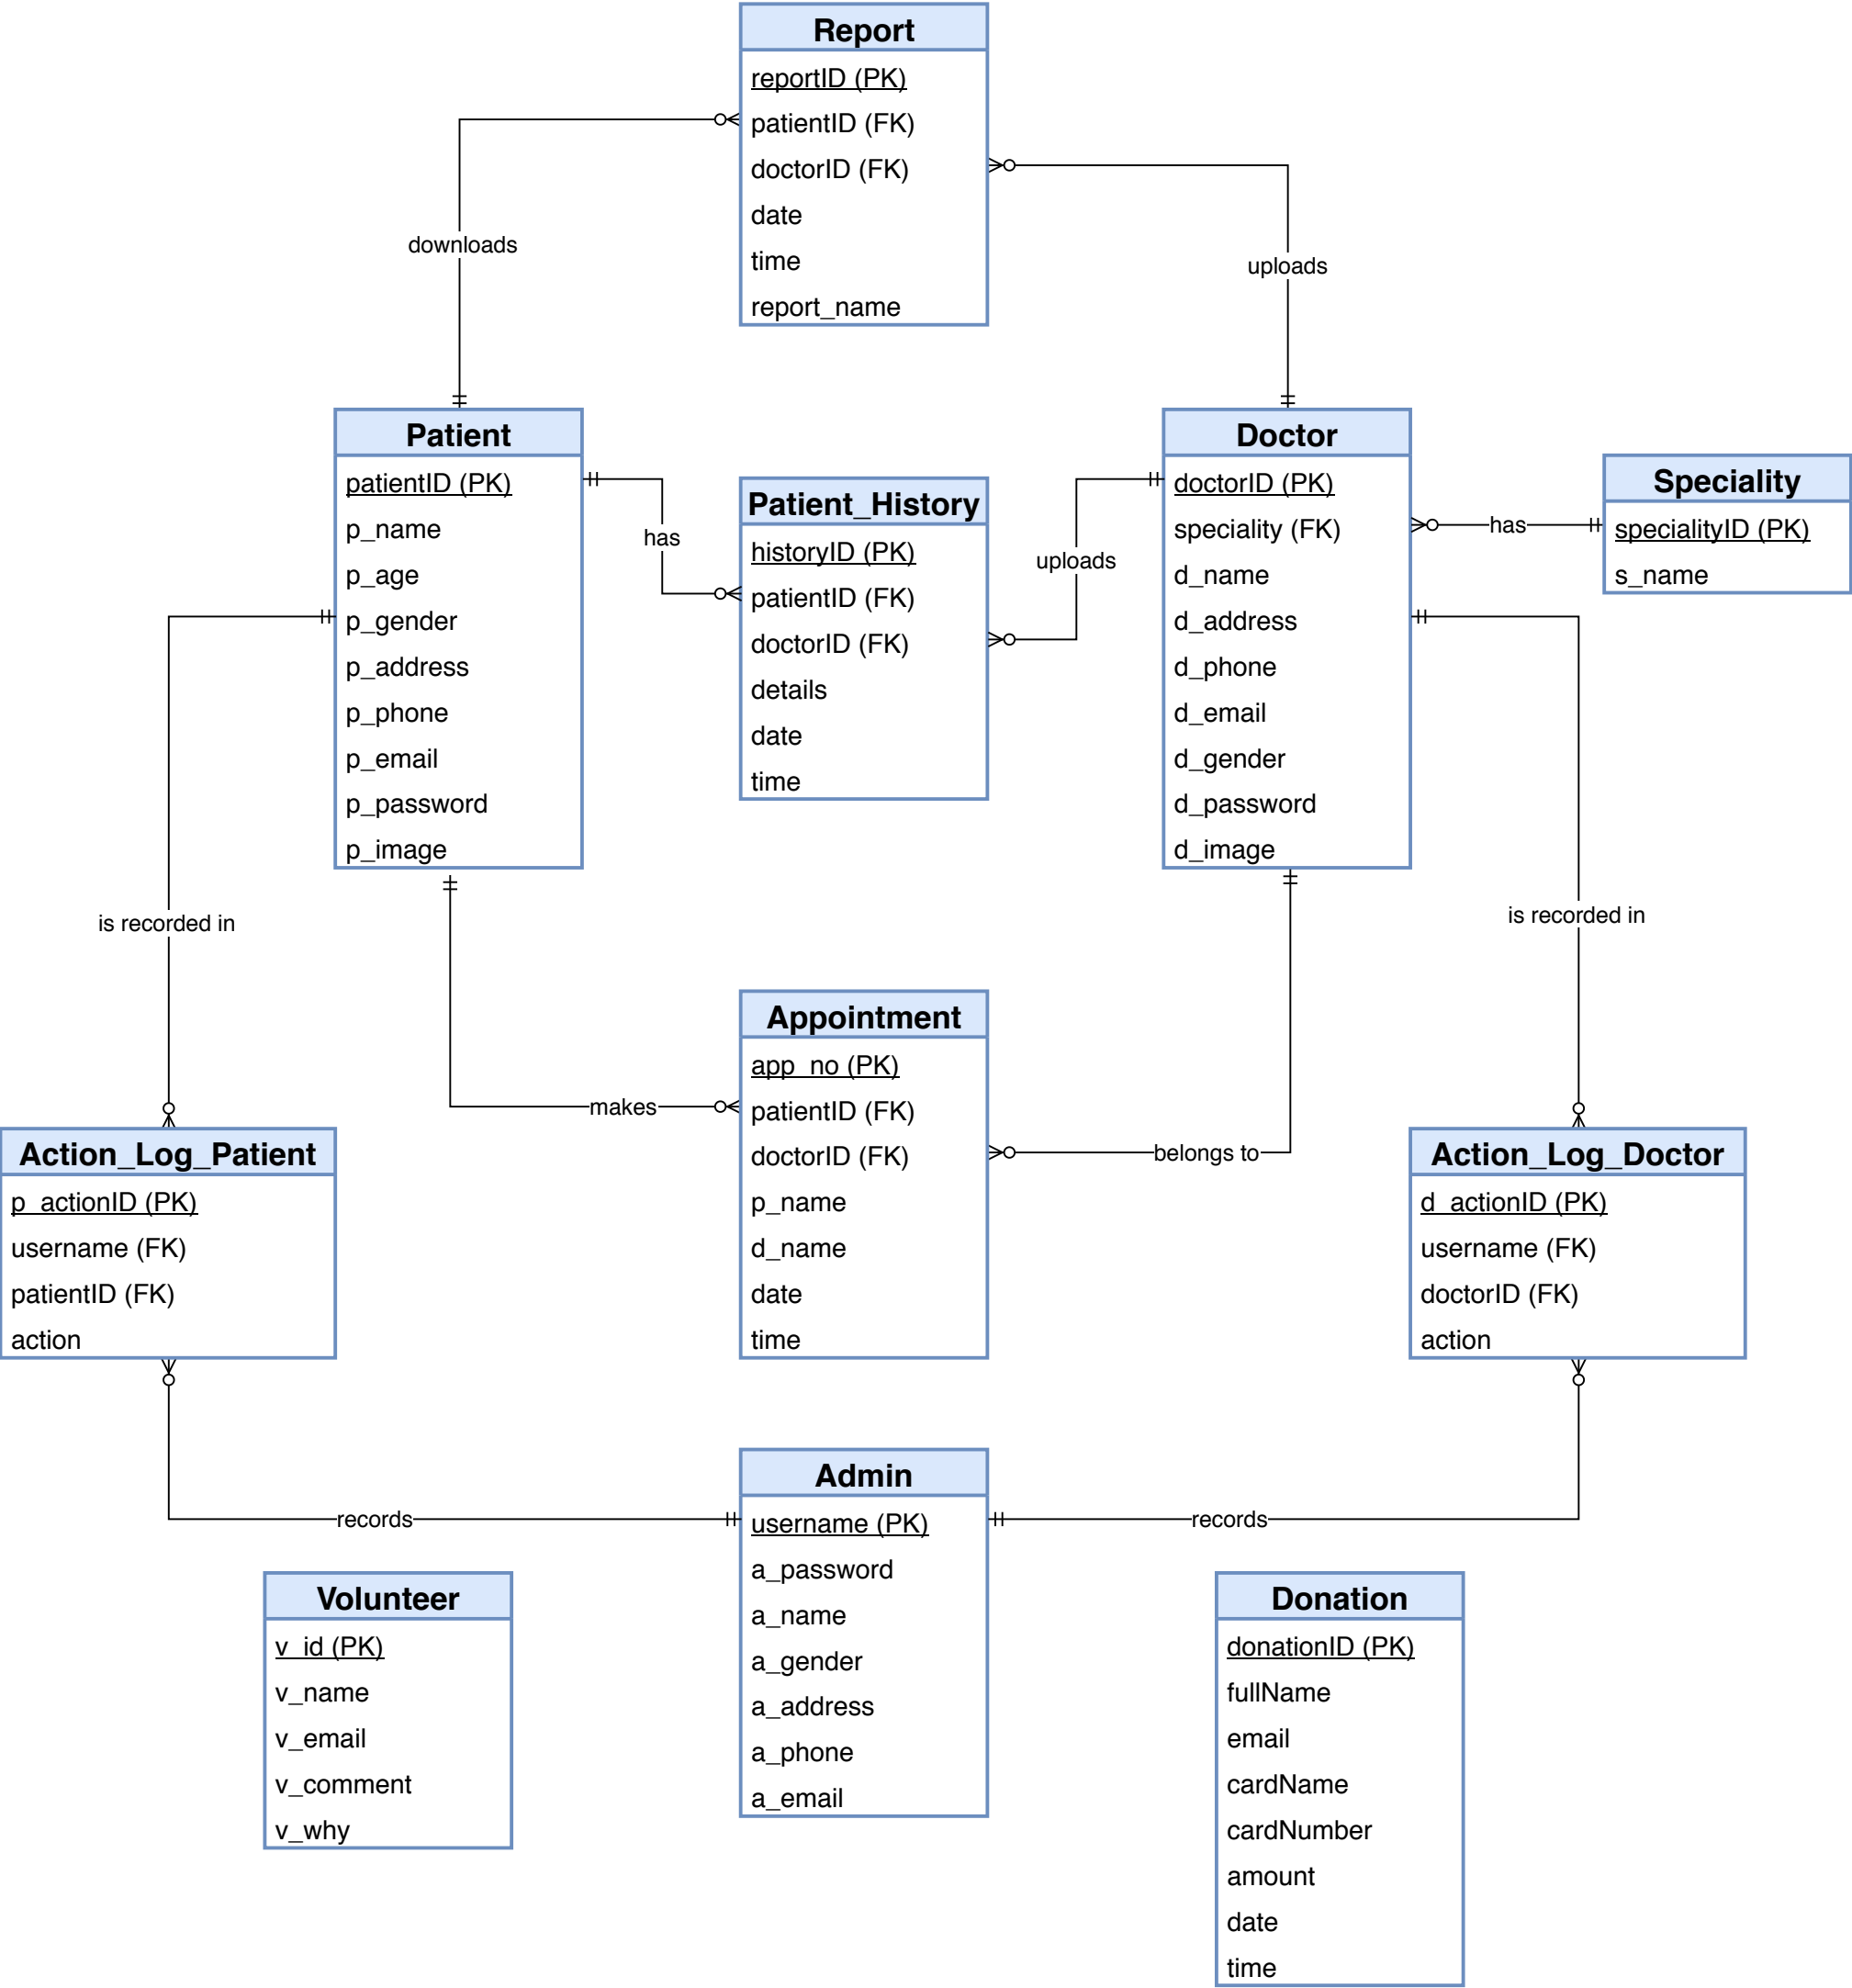 Report
reportID (PK)
patientID (FK)
doctorID (FK)
date
time
report_name
downloads
uploads
Patient
patientID (PK)
p_name
p_age
p_gender
p_address
p_phone
p_email
p_password
p_image
has
Patient_History
historyID (PK)
patientID (FK)
doctorID (FK)
details
date
time
uploads
Doctor
doctorID (PK)
speciality (FK)
d_name
d_address
d_phone
d_email
d_gender
d_password
d_image
has
Speciality
specialityID (PK)
s_name
is recorded in
is recorded in
Appointment
app_no (PK)
patientID (FK)
doctorID (FK)
p_name
d_name
date
time
makes
belongs to
Action_Log_Patient
p_actionID (PK)
username (FK)
patientID (FK)
action
Action_Log_Doctor
d_actionID (PK)
username (FK)
doctorID (FK)
action
records
records
Admin
username (PK)
a_password
a_name
a_gender
a_address
a_phone
a_email
Volunteer
v_id (PK)
v_name
v_email
v_comment
v_why
Donation
donationID (PK)
fullName
email
cardName
cardNumber
amount
date
time